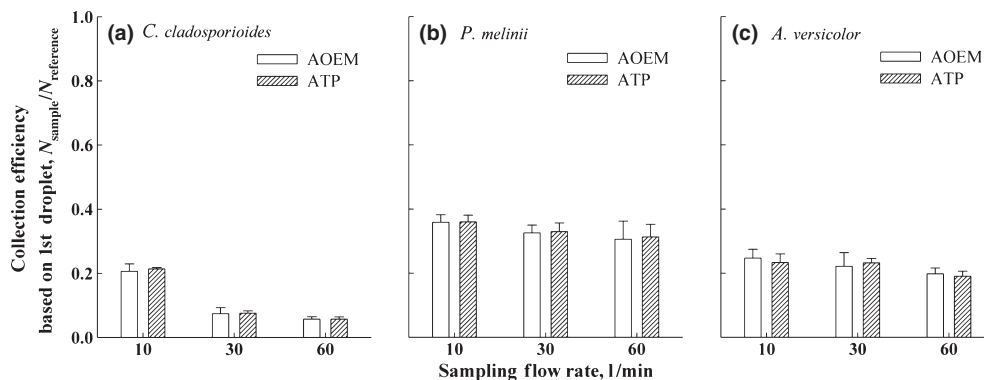 Collection efficiency
based on 1st droplet, Nsample/Nreference
1.0
0.8
0.6
0.4
0.2
0.0
(a) C. cladosporioides
AOEM
ATP
10 30 60
(b) P. melinii
AOEM
ATP
10 30 60
(c) A. versicolor
AOEM
ATP
10 30 60
Sampling flow rate, l/min